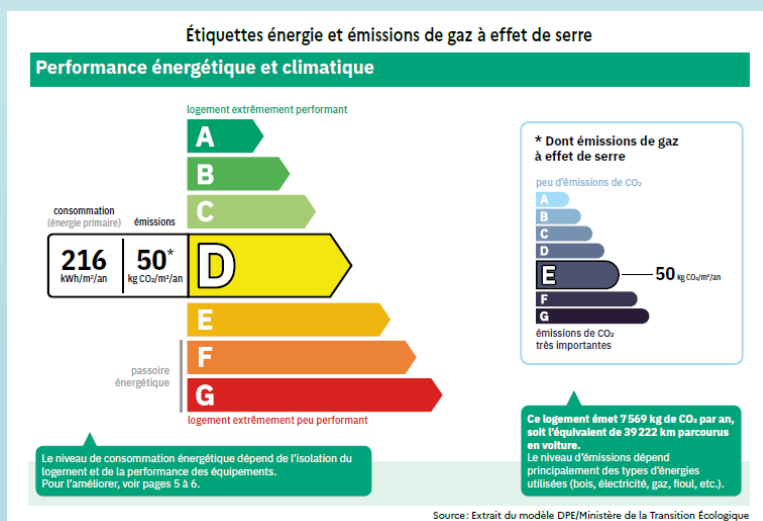 Étiquettes énergie et émissions de gaz à effet de serre
Performance énergétique et climatique
logement extrêmement performant
A
B
C
consommation
(énergie primaire)
émissions
216
kWh/m²/an
50*
kg CO₂/m²/an
D
E
F
G
passoire
énergétique
logement extrêmement peu performant
Le niveau de consommation énergétique dépend de l'isolation du
logement et de la performance des équipements.
Pour l'améliorer, voir pages 5 à 6.
* Dont émissions de gaz
à effet de serre
peu d'émissions de CO₂
A
B
C
D
E
50 kg CO₂/m²/an
F
G
émissions de CO₂
très importantes
Ce logement émet 7 569 kg de CO₂ par an,
soit l'équivalent de 39 222 km parcourus
en voiture.
Le niveau d'émissions dépend
principalement des types d'énergies
utilisées (bois, électricité, gaz, fioul, etc.).
Source: Extrait du modèle DPE/Ministère de la Transition Écologique